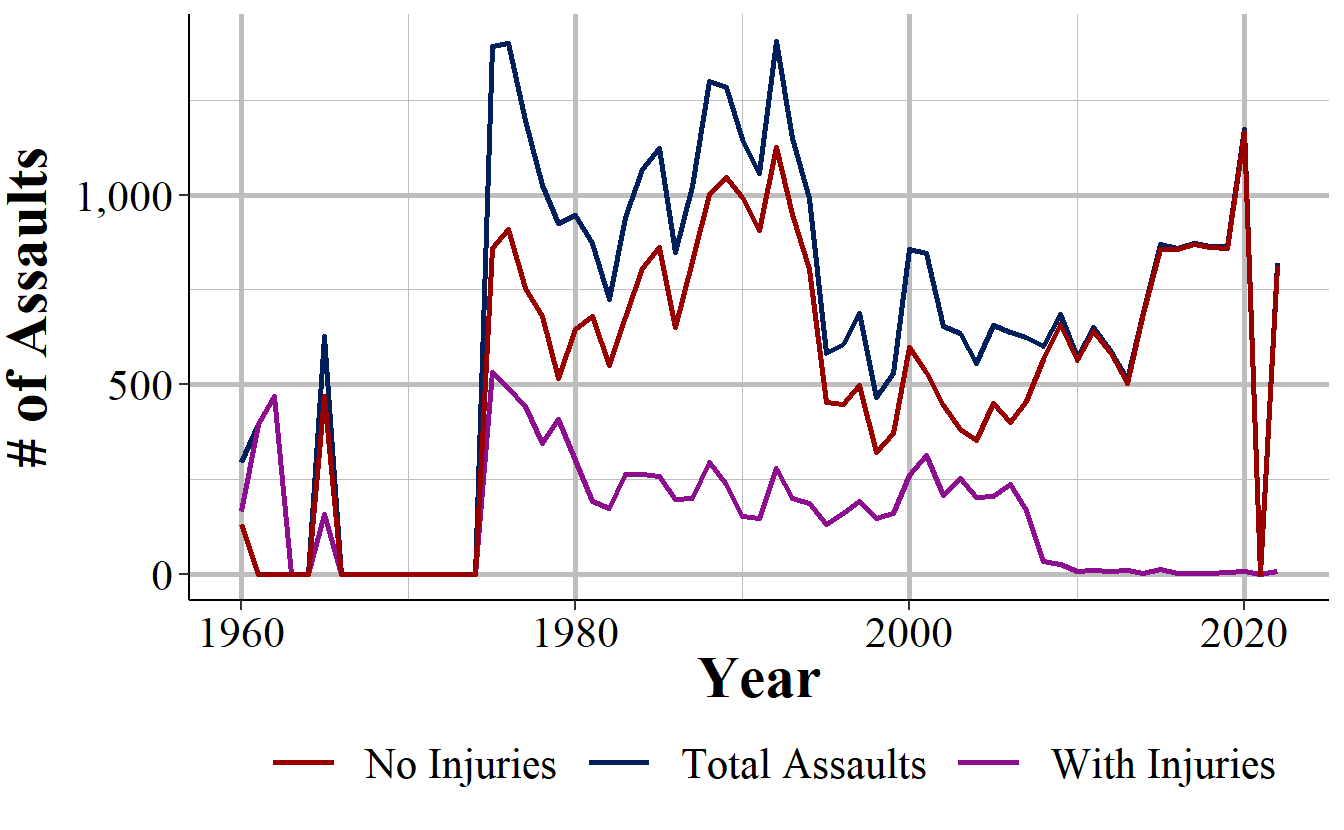 # of Assaults
1,000
500
0
1960 1980 2000 2020
Year
No Injuries Total Assaults With Injuries